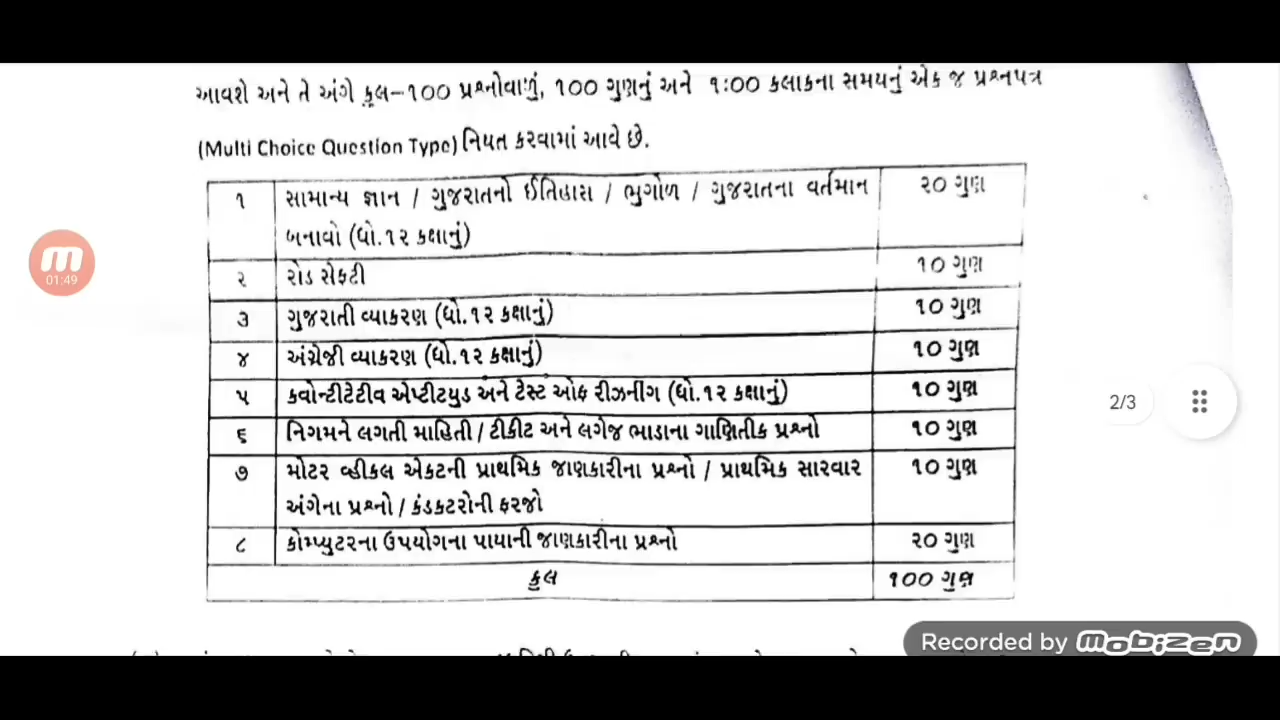 આવશે અને તે અંગે કુલ-૧૦૦ પ્રશ્નોવાળું, ૧૦૦ ગુણનું અને ૧:૦૦ કલાકના સમયનું એક જ પ્રશ્નપત્ર
(Multi Choice Question Type) નિયત કરવામાં આવે છે.
૧ સામાન્ય જ્ઞાન / ગુજરાતનો ઈતિહાસ / ભુગોળ / ગુજરાતના વર્તમાન ૨૦ ગુણ
બનાવો (ધો.૧૨ કક્ષાનું)
૨ રોડ સેફટી ૧૦ ગુણ
૩ ગુજરાતી વ્યાકરણ (ધો.૧૨ કક્ષાનું) ૧૦ ગુણ
૪ અંગ્રેજી વ્યાકરણ (ધો.૧૨ કક્ષાનું) ૧૦ ગુણ
૫ કવોન્ટીટેટીવ એપ્ટીટયુડ અને ટેસ્ટ ઓફ રીઝનીંગ (ધો.૧૨ કક્ષાનું) ૧૦ ગુણ
૬ નિગમને લગતી માહિતી / ટીકીટ અને લગેજ ભાડાના ગાણિતીક પ્રશ્નો ૧૦ ગુણ
૭ મોટર વ્હીકલ એકટની પ્રાથમિક જાણકારીના પ્રશ્નો / પ્રાથમિક સારવાર ૧૦ ગુણ
અંગેના પ્રશ્નો / કંડકટરોની ફરજો
૮ કોમ્પ્યુટરના ઉપયોગના પાયાની જાણકારીના પ્રશ્નો ૨૦ ગુણ
કુલ ૧૦૦ ગુણ
01:49
2/3
Recorded by mobizen